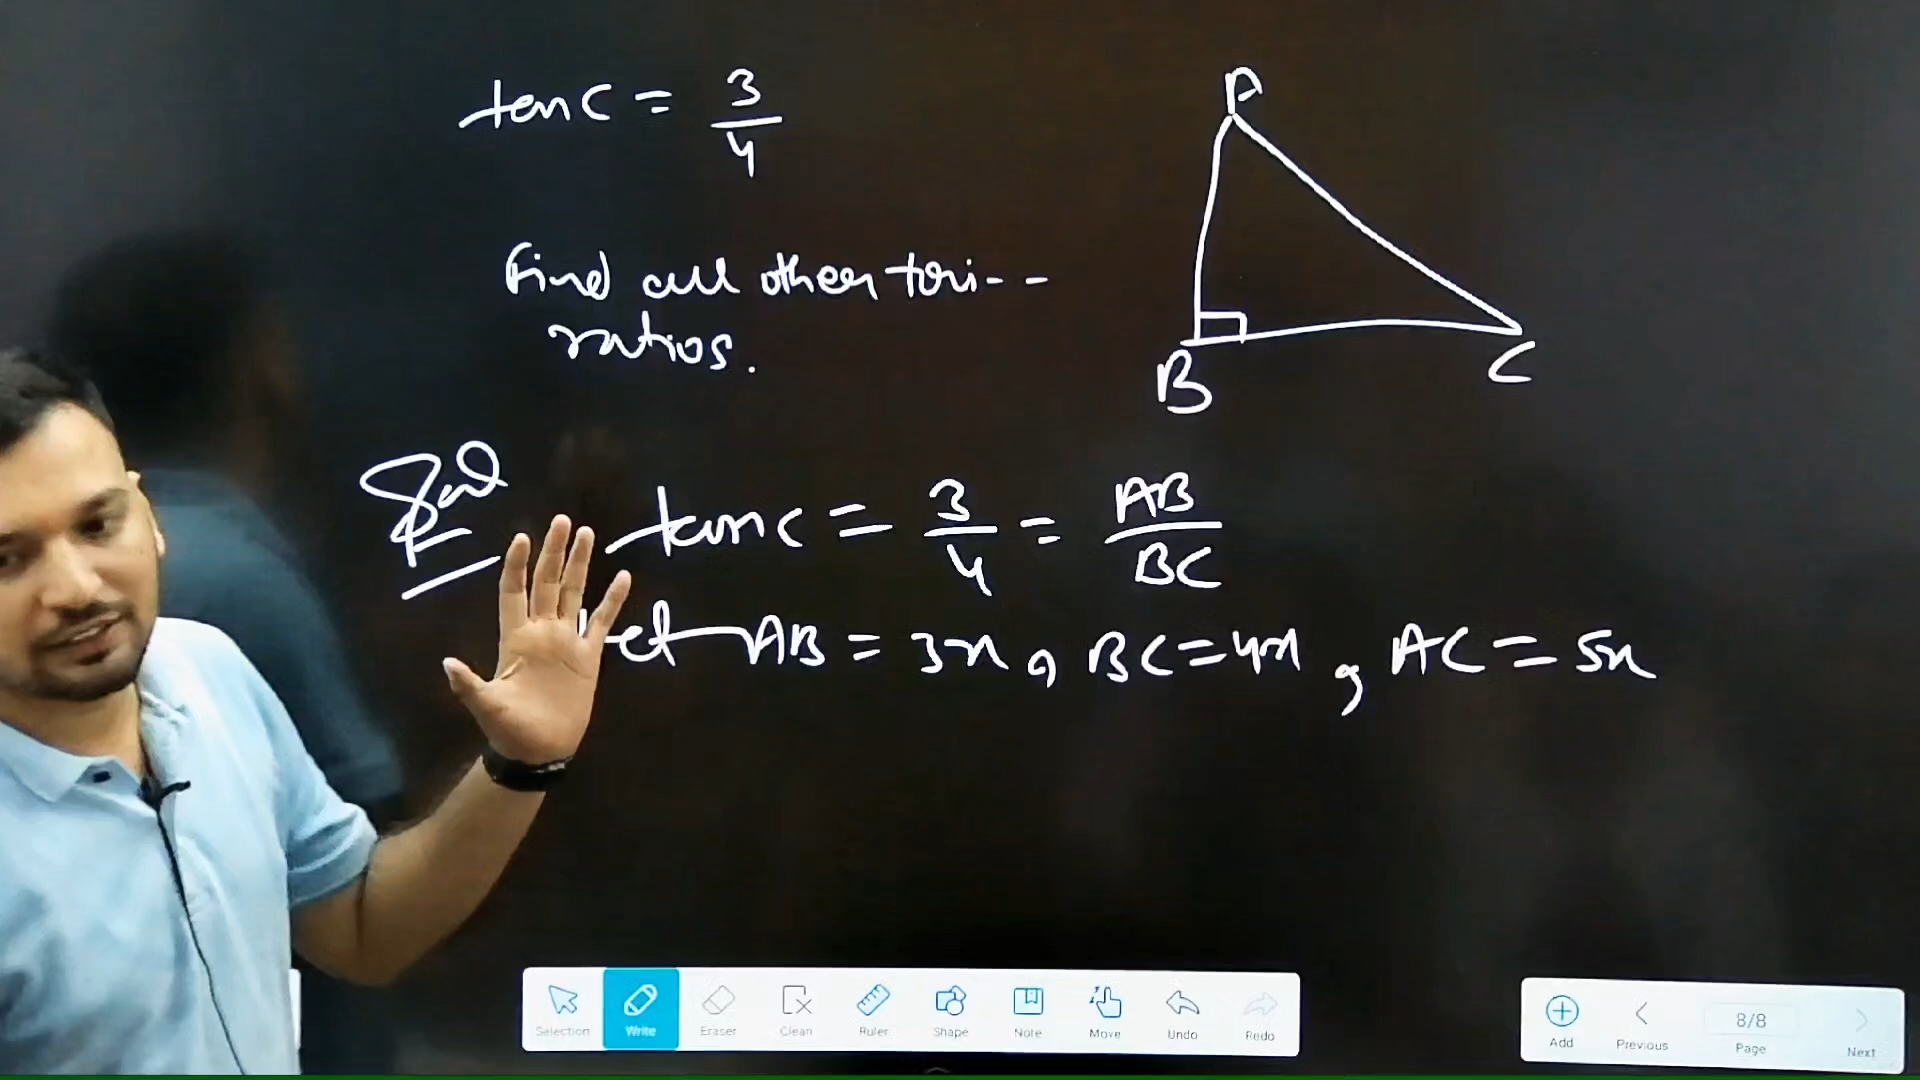 tan C = 3/4
A
Find all other tri--
ratios.
B
C
Sol
tan C = 3/4 = AB/BC
Let AB = 3x, BC = 4x, AC = 5x
Selection Write Eraser Clean Ruler Shape Note Move Undo Redo
Add Previous 8/8 Page Next